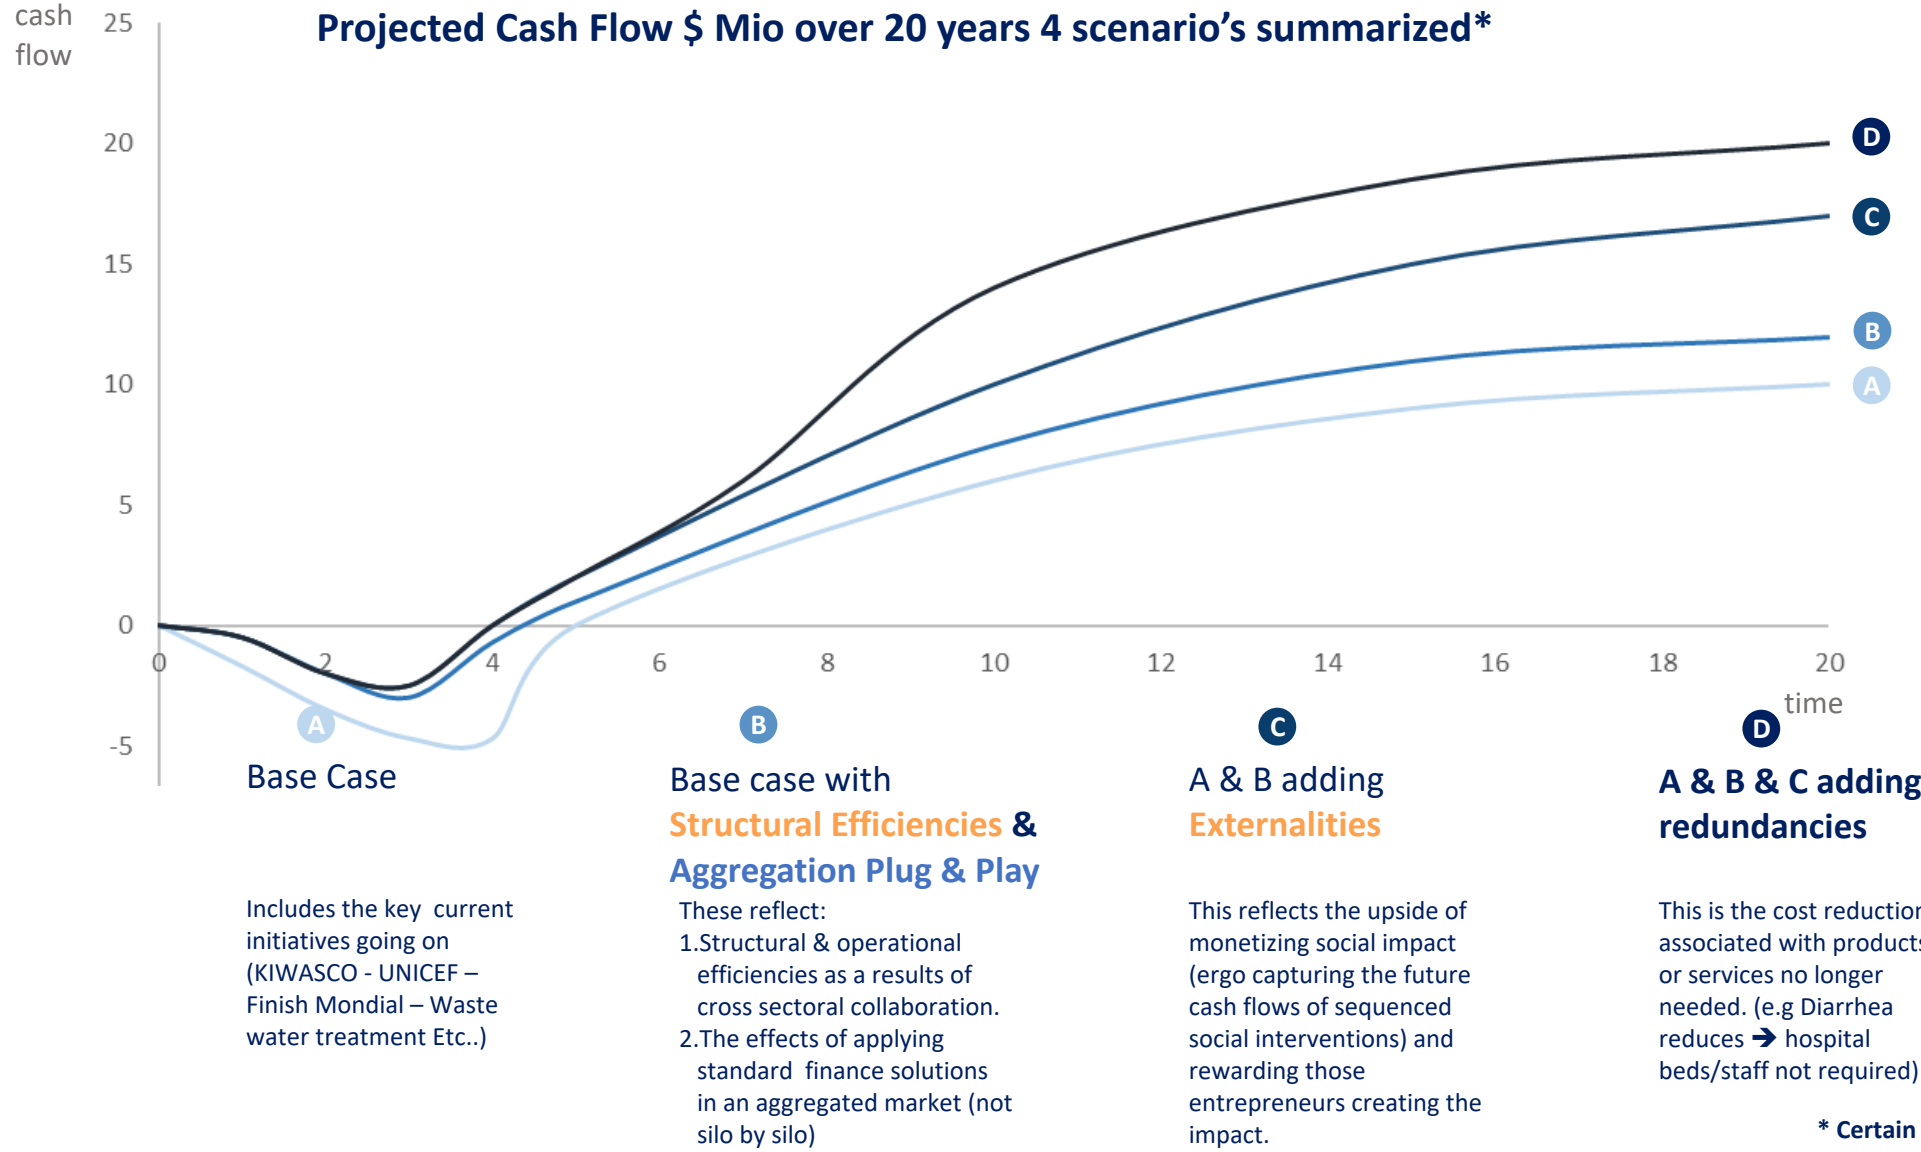 cash
flow
Projected Cash Flow $ Mio over 20 years 4 scenario's summarized*
25
20
15
10
5
0
-5
0
2
4
6
8
10
12
14
16
18
20
time
D
C
B
A
A
Base Case
Includes the key current
initiatives going on
(KIWASCO - UNICEF –
Finish Mondial – Waste
water treatment Etc..)
B
Base case with
Structural Efficiencies &
Aggregation Plug & Play
These reflect:
1.Structural & operational
efficiencies as a results of
cross sectoral collaboration.
2.The effects of applying
standard finance solutions
in an aggregated market (not
silo by silo)
C
A & B adding
Externalities
This reflects the upside of
monetizing social impact
(ergo capturing the future
cash flows of sequenced
social interventions) and
rewarding those
entrepreneurs creating the
impact.
D
A & B & C adding
redundancies
This is the cost reduction
associated with products
or services no longer
needed. (e.g Diarrhea
reduces ➔ hospital
beds/staff not required)
* Certain